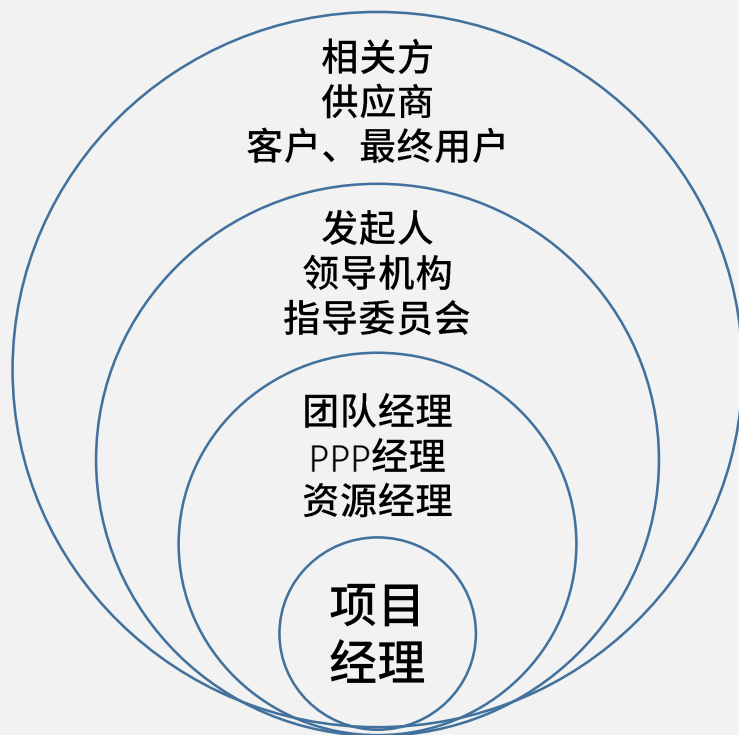 相关方
供应商
客户、最终用户
发起人
领导机构
指导委员会
团队经理
PPP经理
资源经理
项目
经理